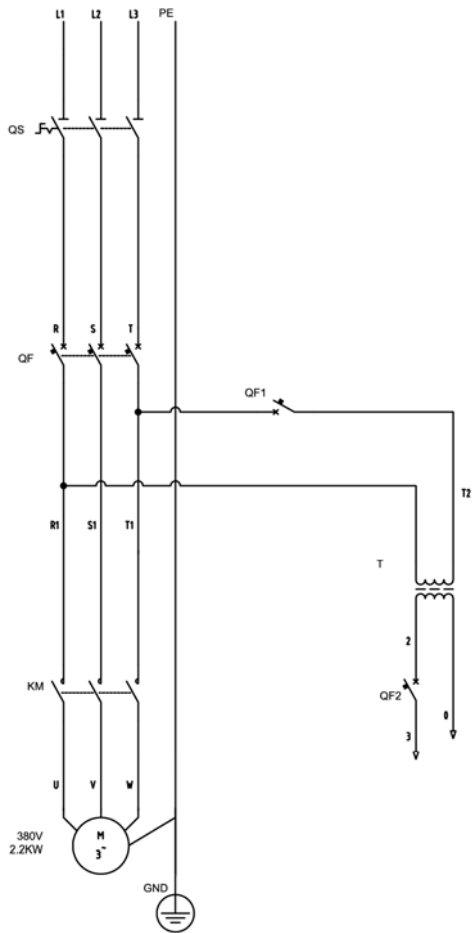 L1 L2 L3 PE
QS
R S T
QF
QF1
T2
R1 S1 T1
T
2
KM
QF2
0
3
U V W
380V
2.2KW
M
3~
GND